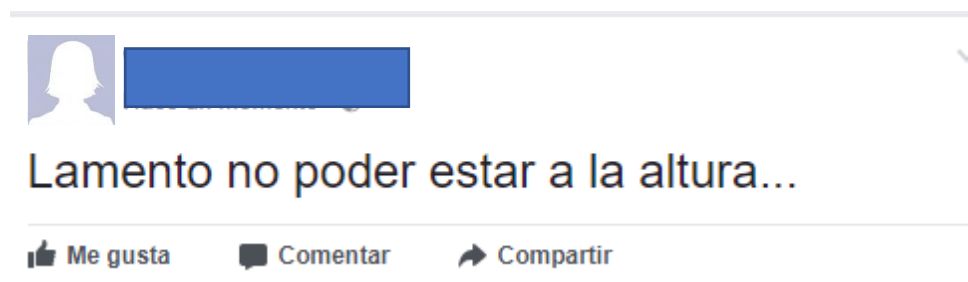 Lamento no poder estar a la altura...
Me gusta Comentar Compartir